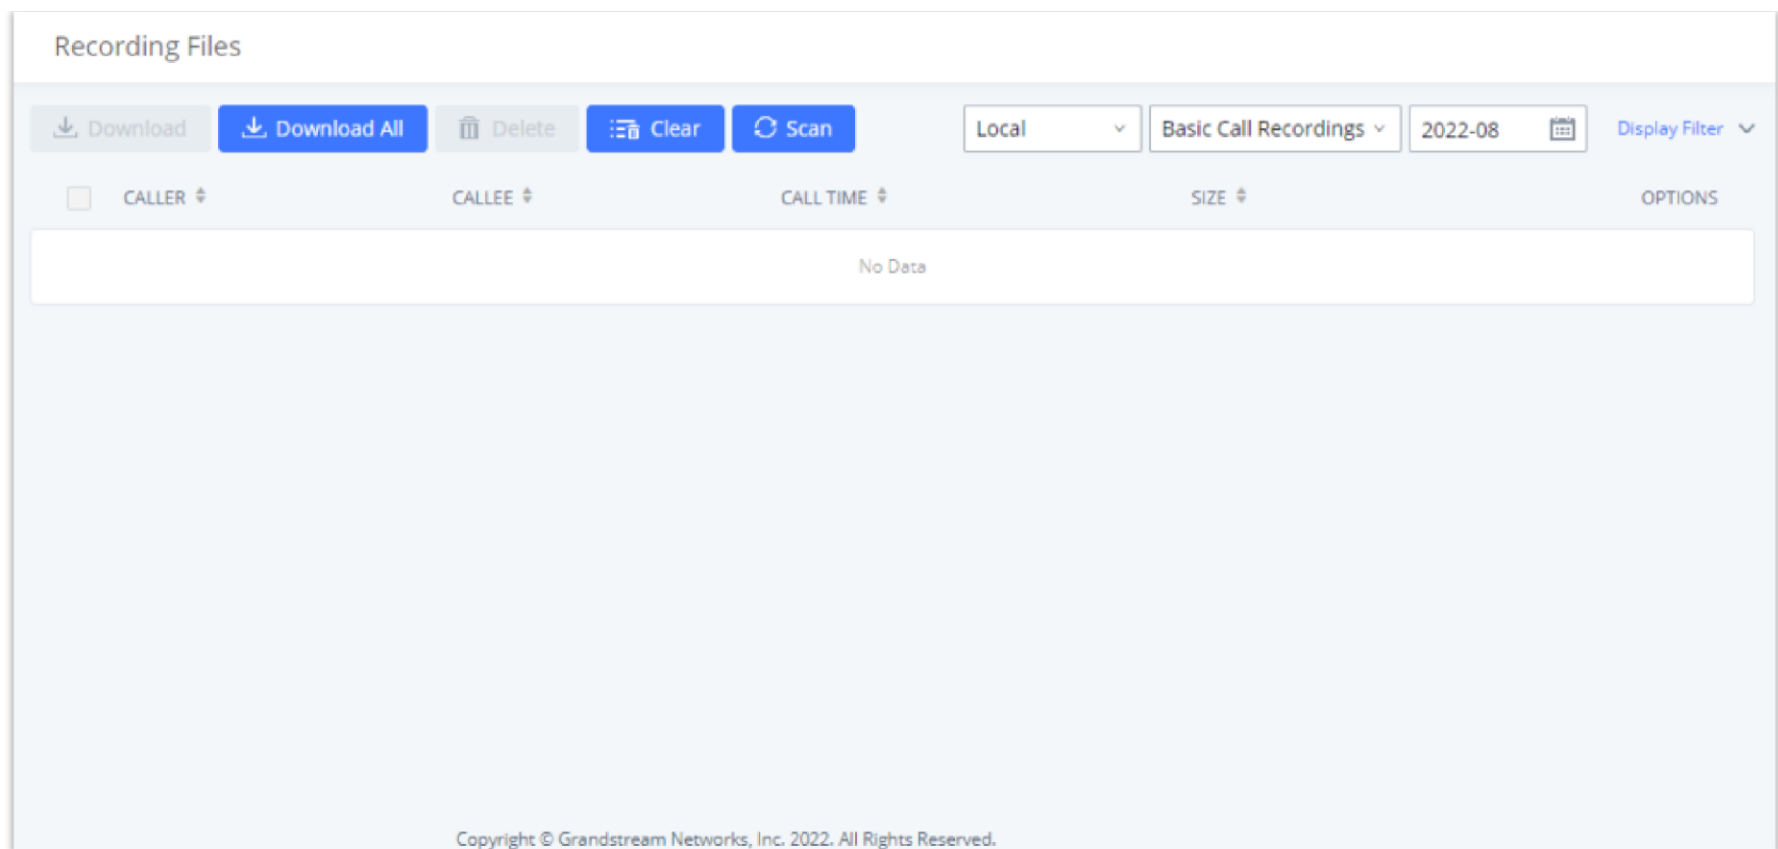 Recording Files
Download Download All Delete Clear Scan Local Basic Call Recordings 2022-08 Display Filter
CALLER CALLEE CALL TIME SIZE OPTIONS
No Data
Copyright © Grandstream Networks, Inc. 2022. All Rights Reserved.